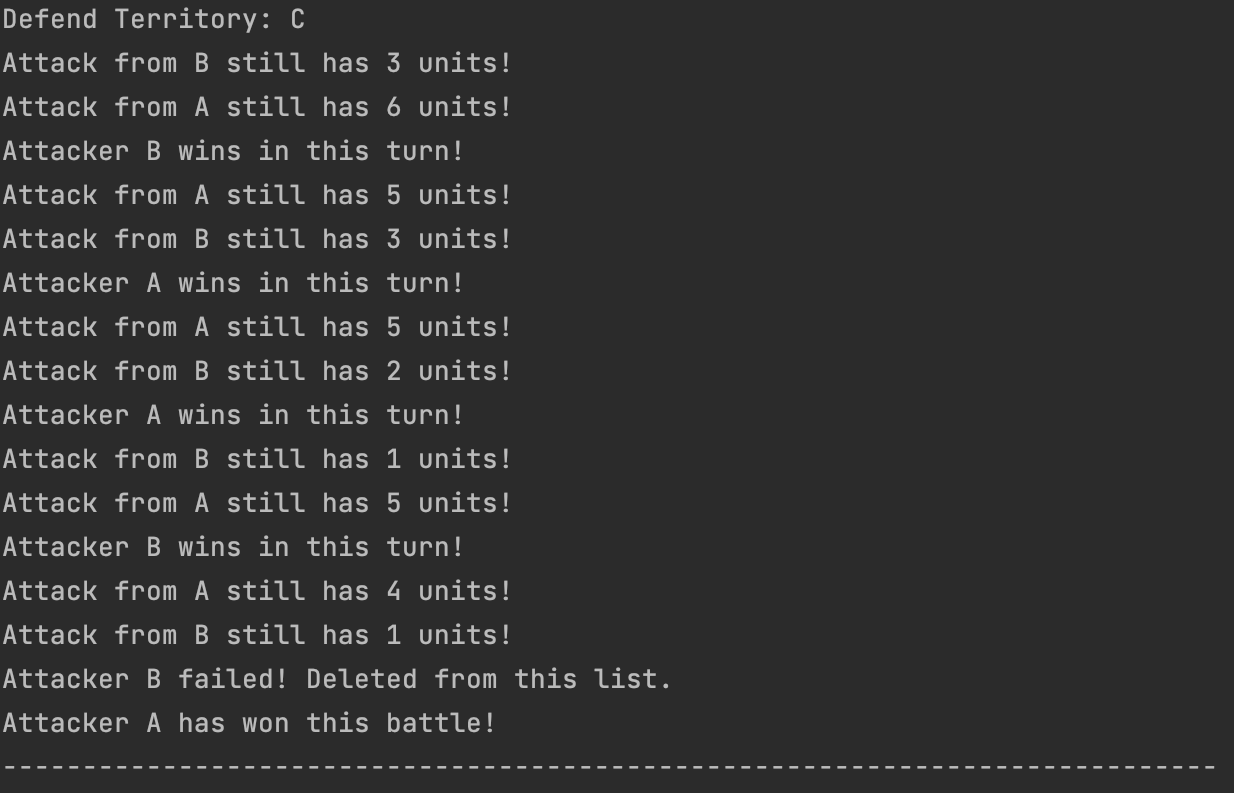 Defend Territory: C
Attack from B still has 3 units!
Attack from A still has 6 units!
Attacker B wins in this turn!
Attack from A still has 5 units!
Attack from B still has 3 units!
Attacker A wins in this turn!
Attack from A still has 5 units!
Attack from B still has 2 units!
Attacker A wins in this turn!
Attack from B still has 1 units!
Attack from A still has 5 units!
Attacker B wins in this turn!
Attack from A still has 4 units!
Attack from B still has 1 units!
Attacker B failed! Deleted from this list.
Attacker A has won this battle!
----------------------------------------------------------------------------